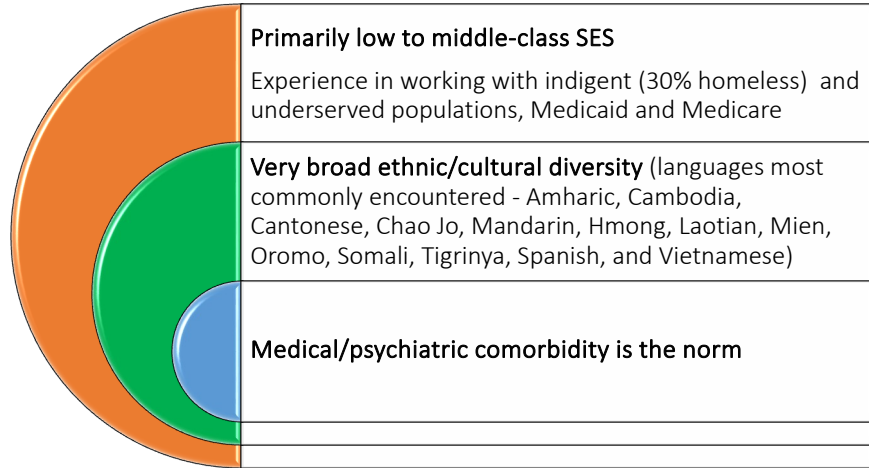 Primarily low to middle-class SES
Experience in working with indigent (30% homeless)  and
underserved populations, Medicaid and Medicare
Very broad ethnic/cultural diversity (languages most
commonly encountered - Amharic, Cambodia,
Cantonese, Chao Jo, Mandarin, Hmong, Laotian, Mien,
Oromo, Somali, Tigrinya, Spanish, and Vietnamese)
Medical/psychiatric comorbidity is the norm